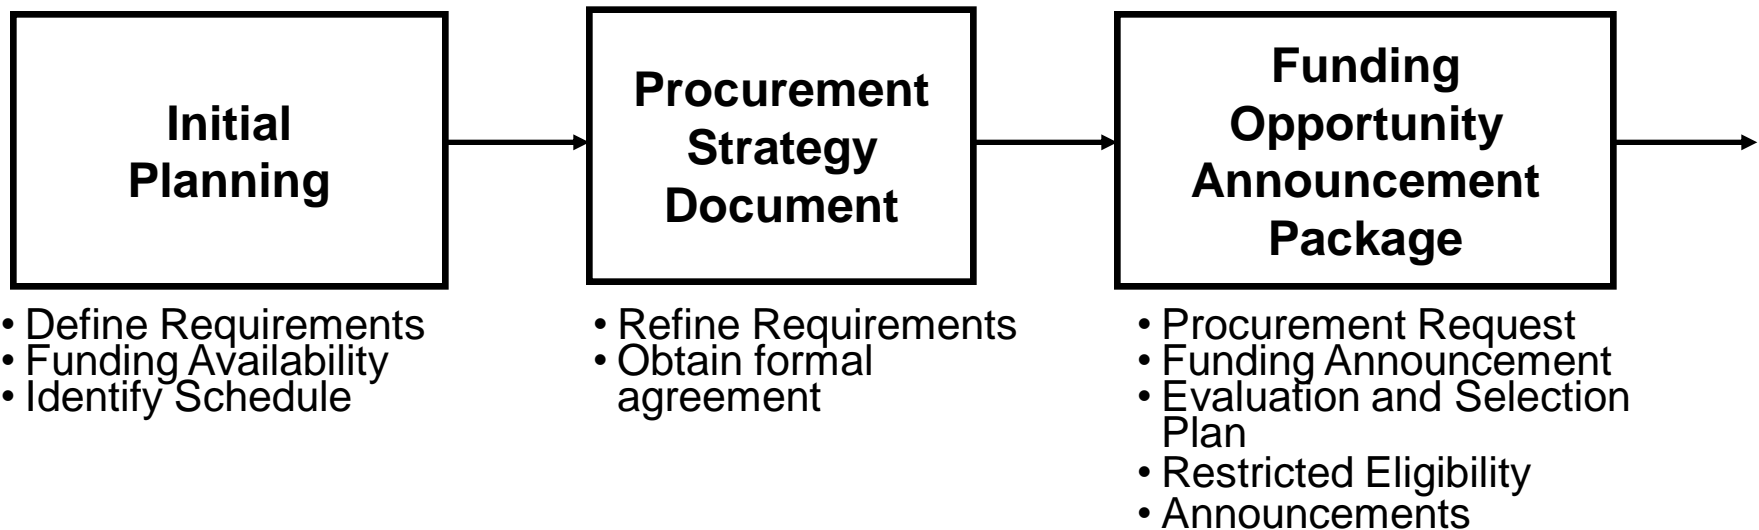 Initial
Planning
Procurement
Strategy
Document
Funding
Opportunity
Announcement
Package
• Define Requirements
• Funding Availability
• Identify Schedule
• Refine Requirements
• Obtain formal
agreement
• Procurement Request
• Funding Announcement
• Evaluation and Selection
Plan
• Restricted Eligibility
• Announcements